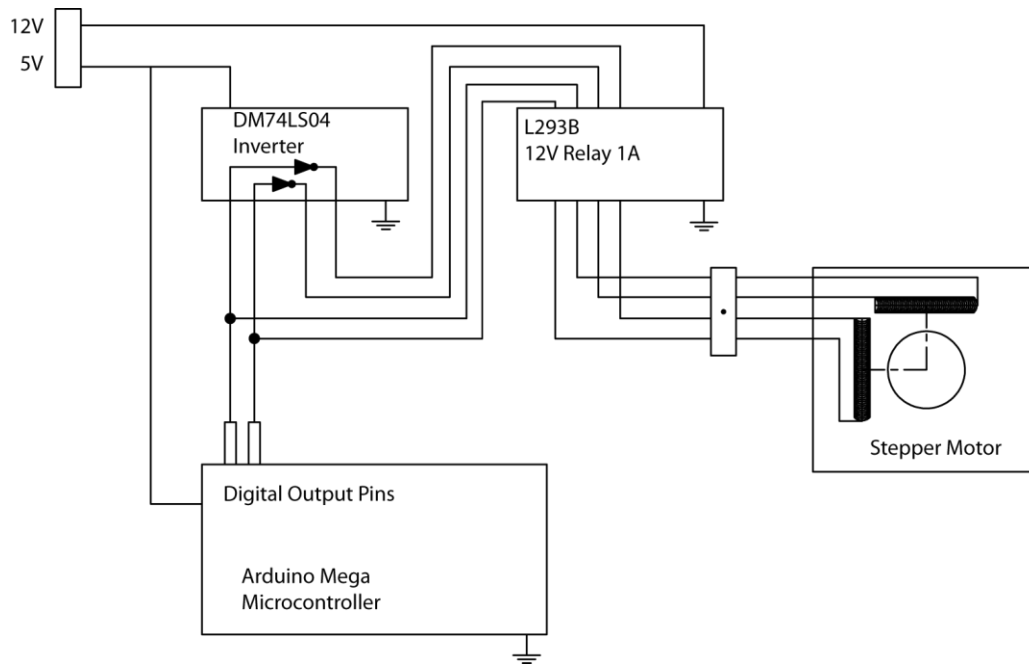 12V
5V
DM74LS04
Inverter
L293B
12V Relay 1A
Stepper Motor
Digital Output Pins
Arduino Mega
Microcontroller